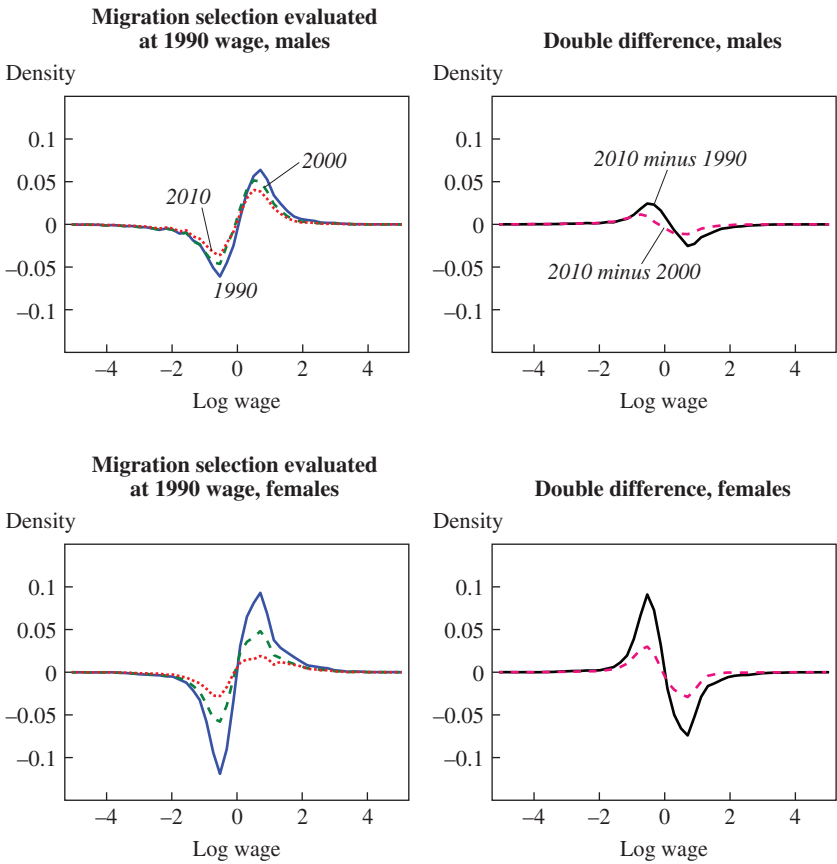 Migration selection evaluated
at 1990 wage, males
Density
0.1
0.05
0
−0.05
−0.1
2000
2010
1990
−4 −2 0 2 4
Log wage
Double difference, males
Density
0.1
0.05
0
−0.05
−0.1
2010 minus 1990
2010 minus 2000
−4 −2 0 2 4
Log wage
Migration selection evaluated
at 1990 wage, females
Density
0.1
0.05
0
−0.05
−0.1
−4 −2 0 2 4
Log wage
Double difference, females
Density
0.1
0.05
0
−0.05
−0.1
−4 −2 0 2 4
Log wage